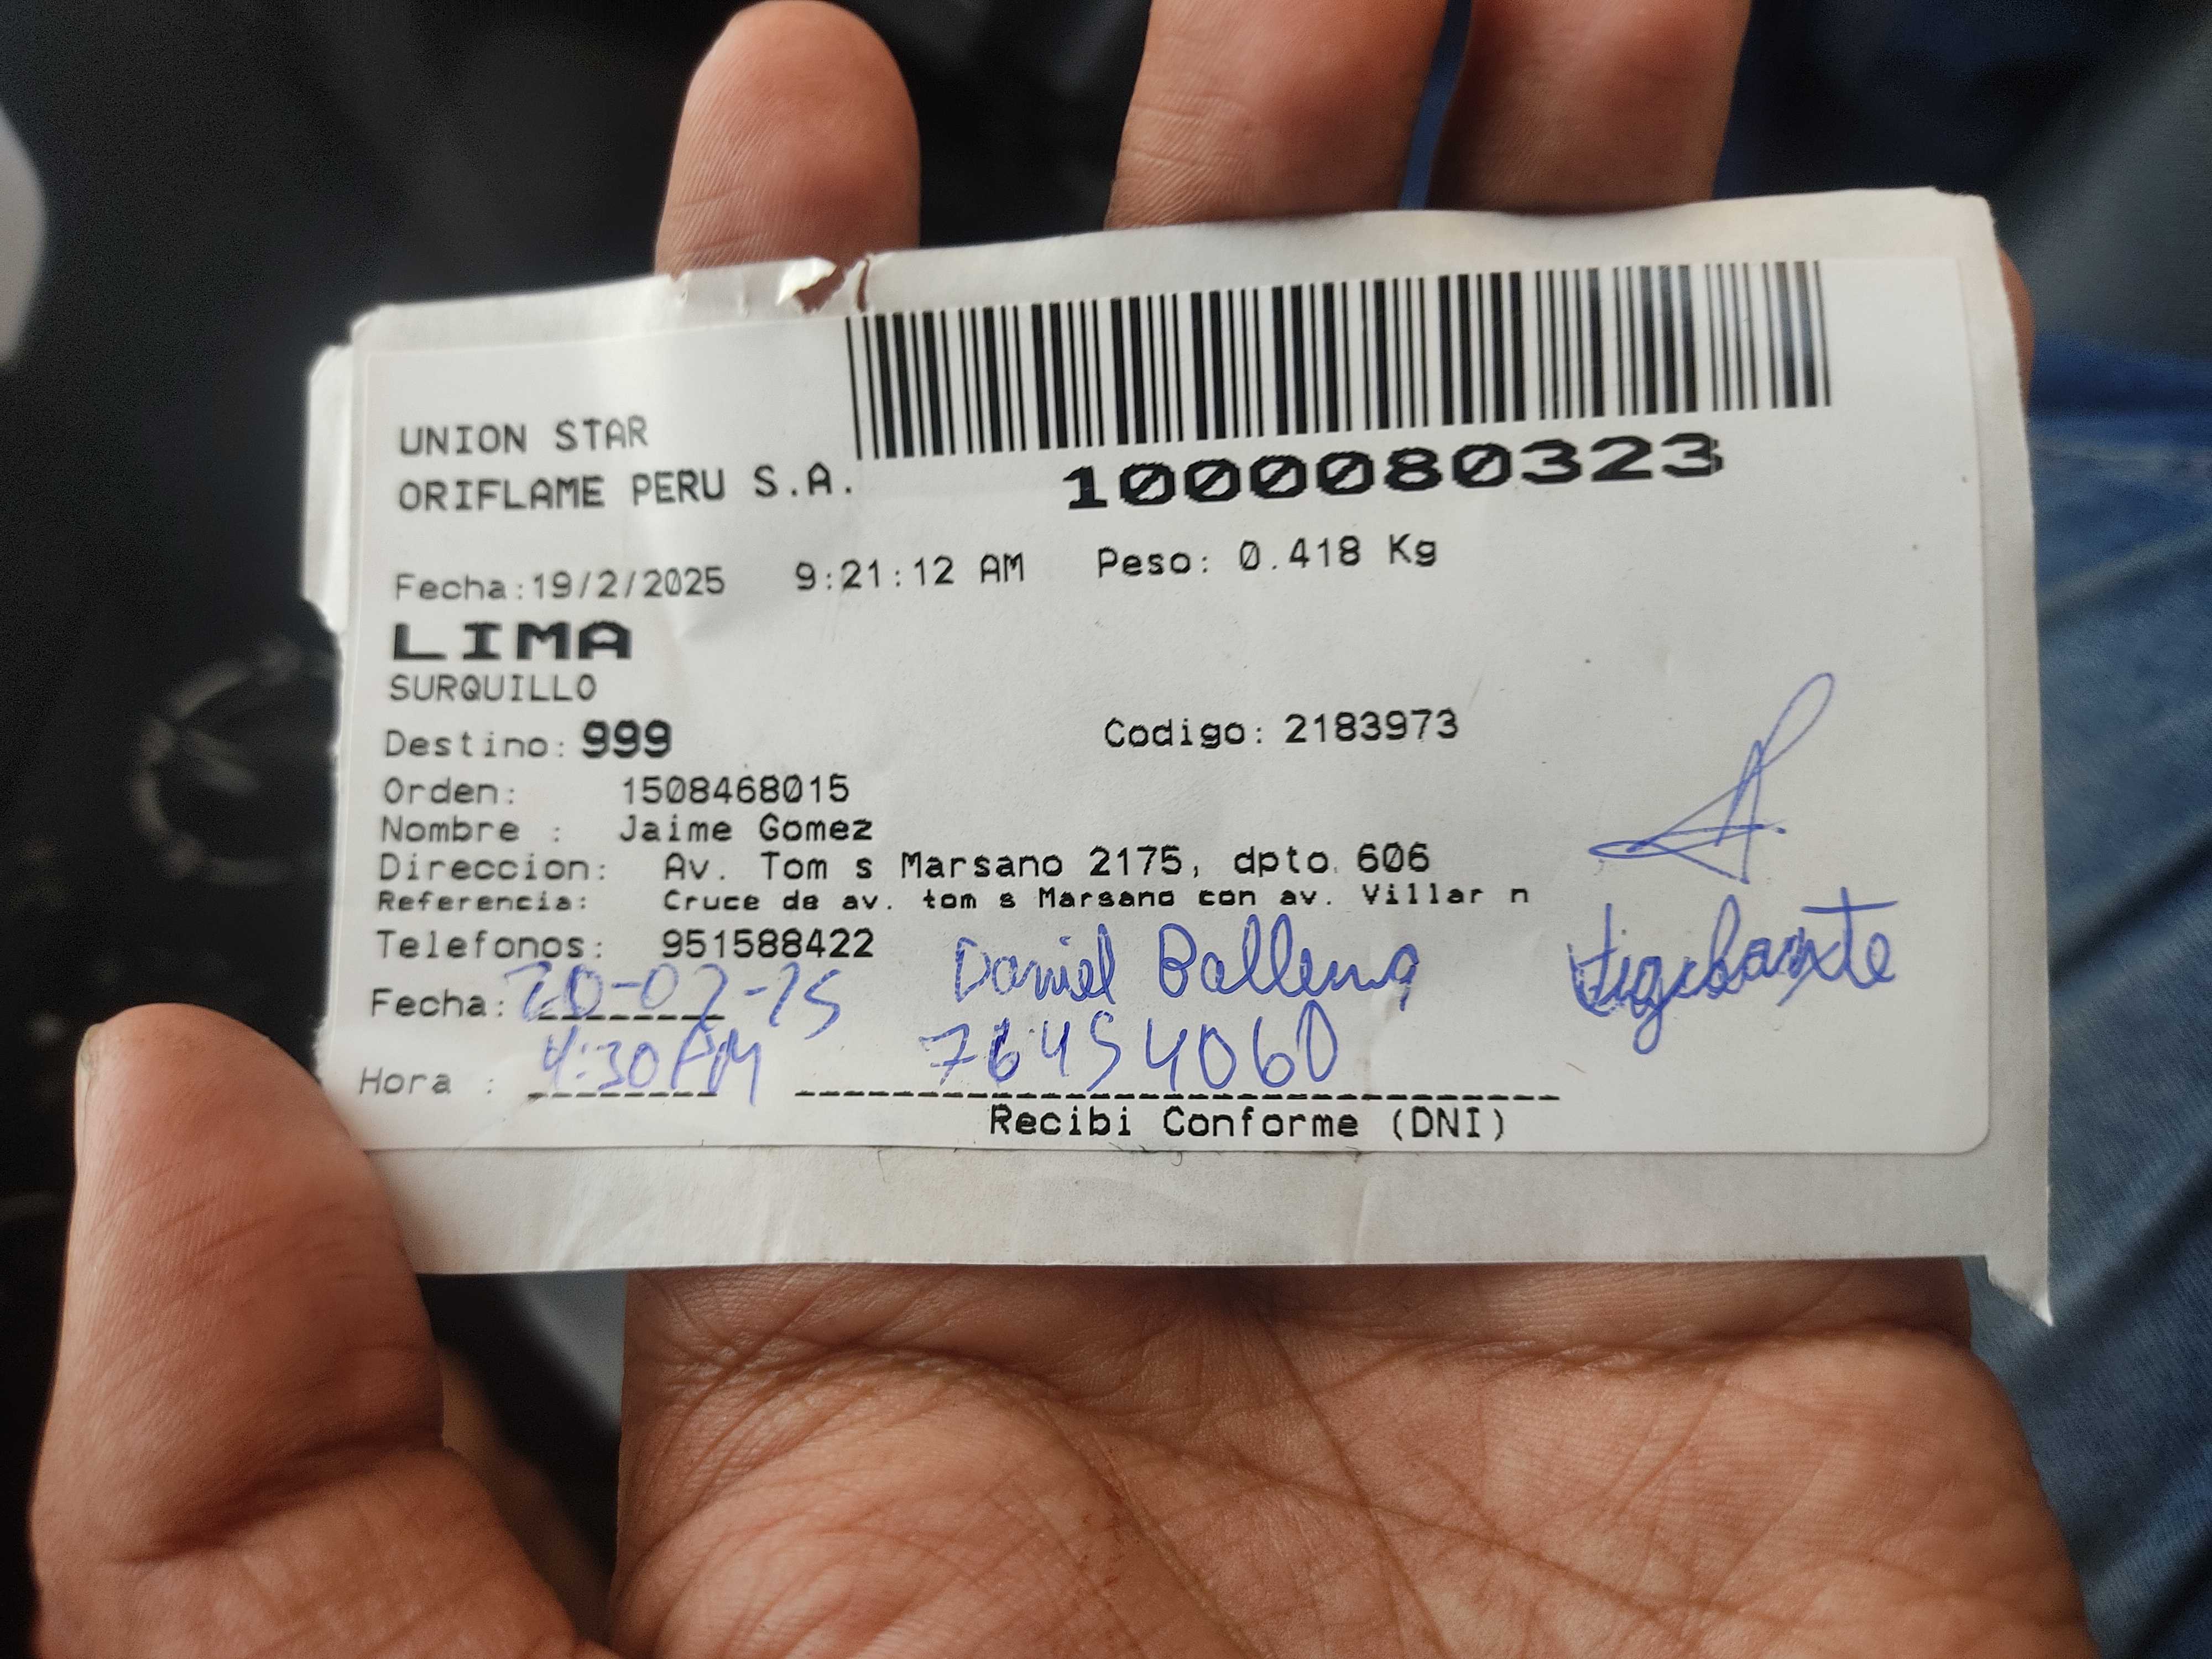 UNION STAR
ORIFLAME PERU S.A.
1000080323
Fecha:19/2/2025 9:21:12 AM Peso: 0.418 Kg
LIMA
SURQUILLO
Destino: 999 Codigo: 2183973
Orden: 1508468015
Nombre : Jaime Gomez
Direccion: Av. Tom s Marsano 2175, dpto. 606
Referencia: Cruce de av. tom s Marsano con av. Villar n
Telefonos: 951588422
Daniel Ballena
Vigilante
Fecha: 20-02-25
Hora : 4:30 PM 76454060
Recibi Conforme (DNI)